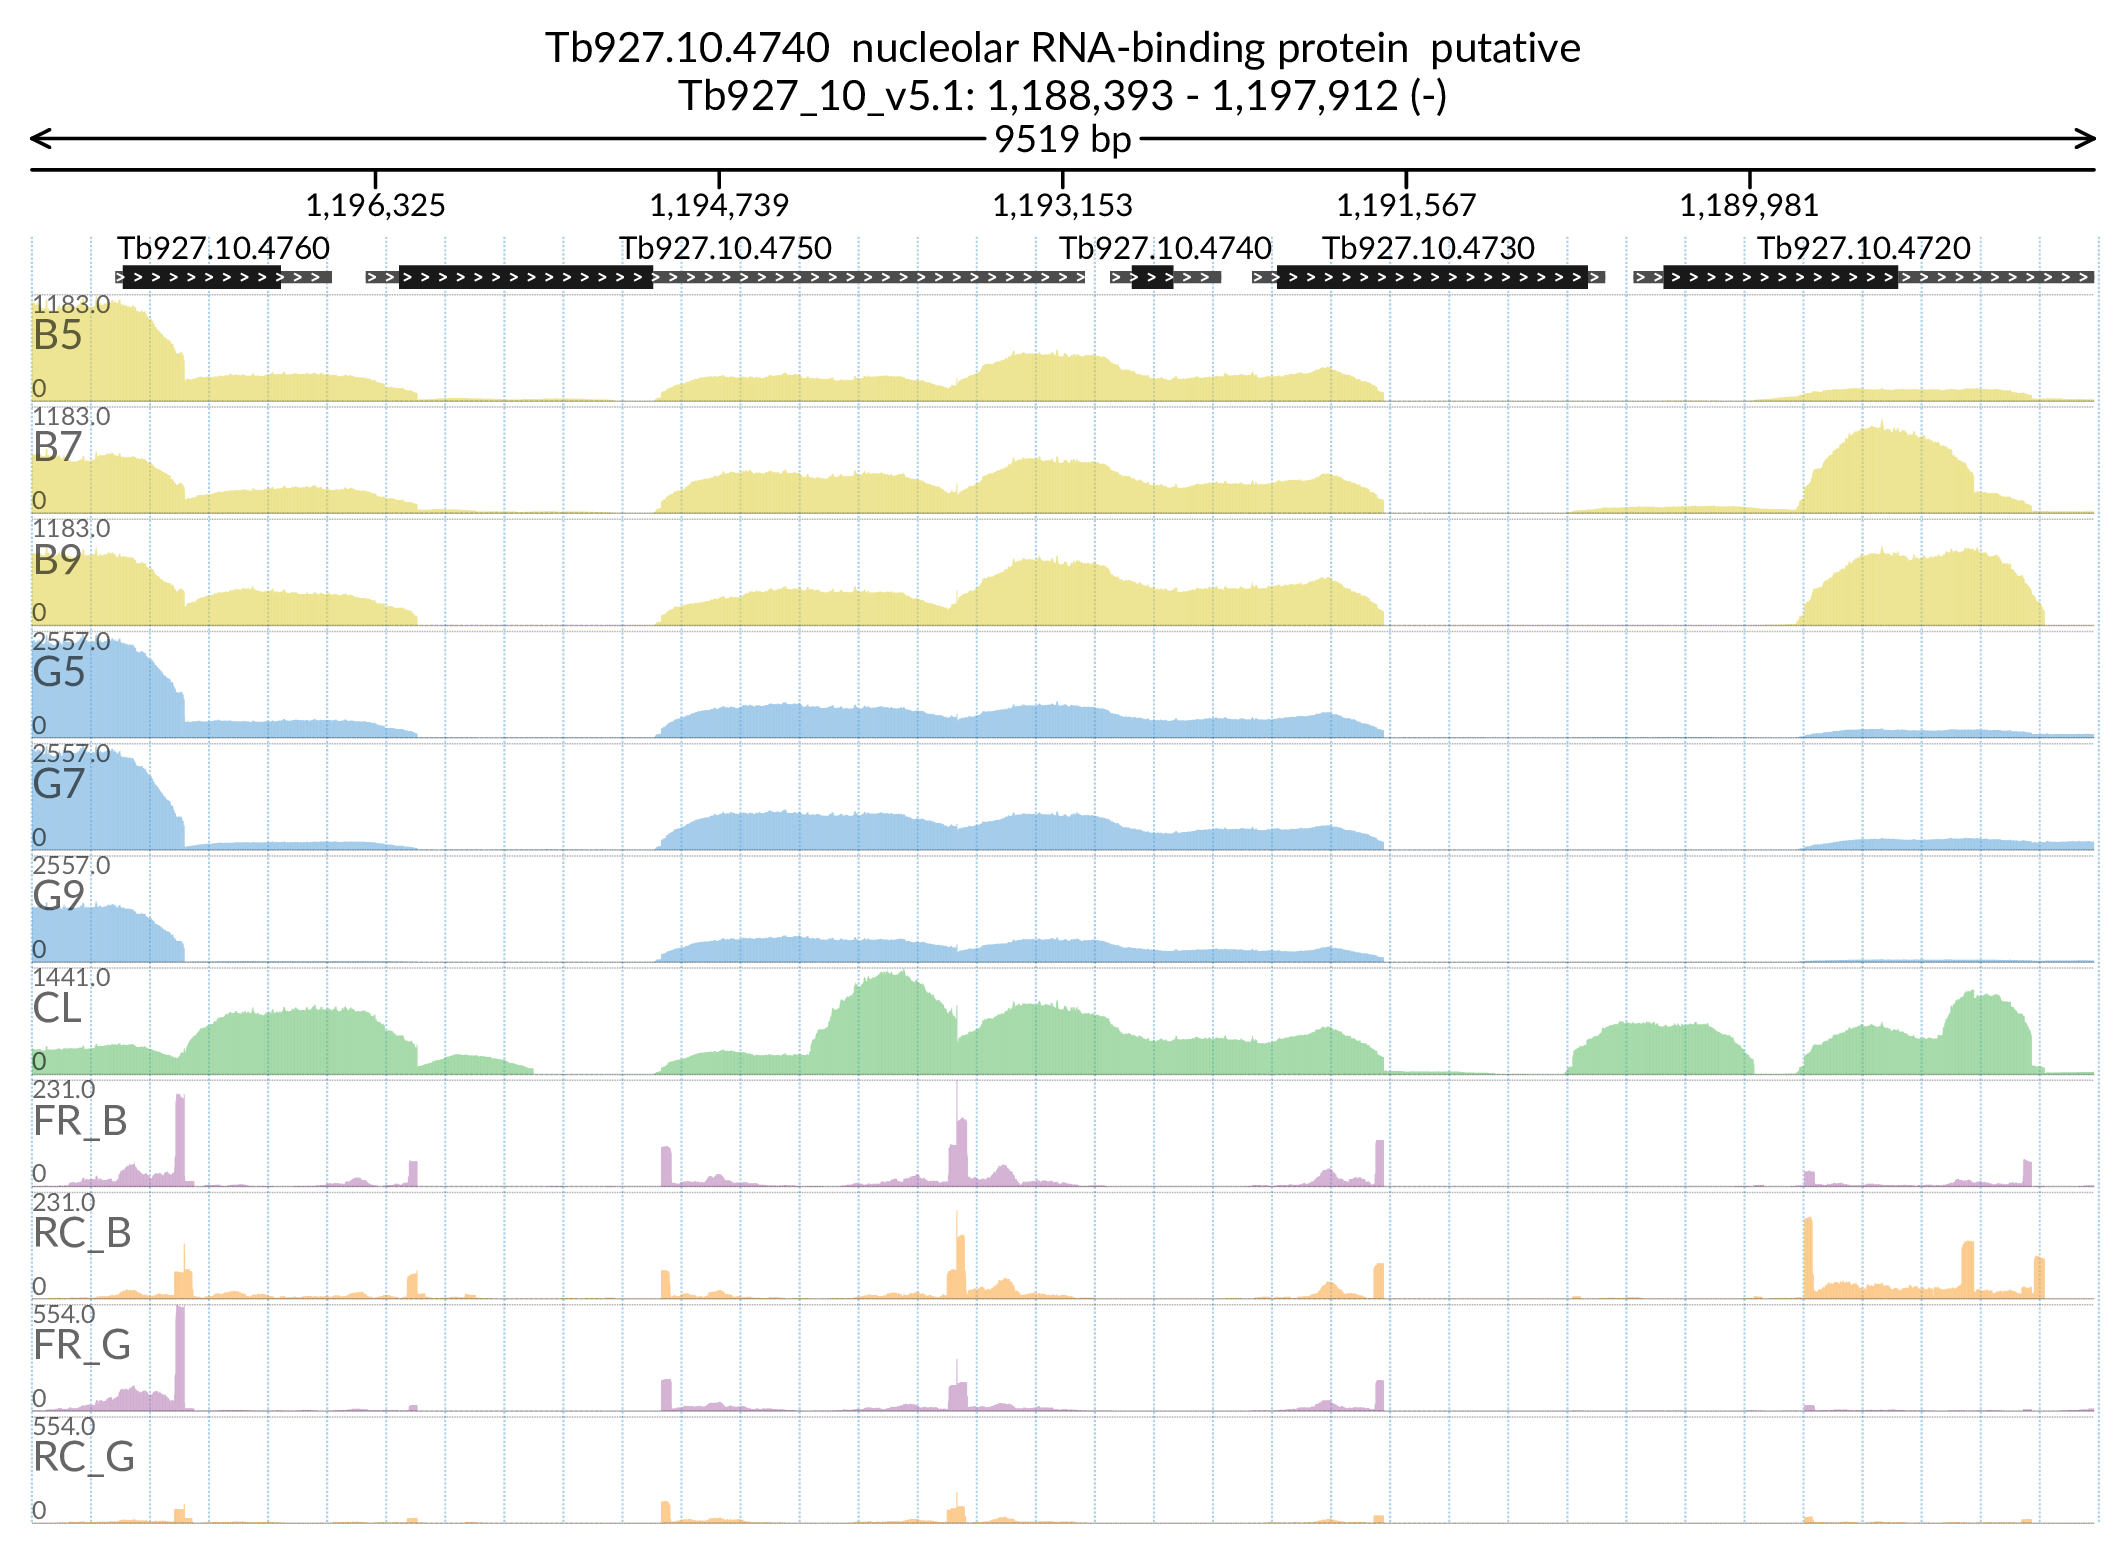 Tb927.10.4740 nucleolar RNA-binding protein putative
Tb927_10_v5.1: 1,188,393 - 1,197,912 (-)
9519 bp
1,196,325 1,194,739 1,193,153 1,191,567 1,189,981
Tb927.10.4760 Tb927.10.4750 Tb927.10.4740 Tb927.10.4730 Tb927.10.4720
1183.0
B5
0
1183.0
B7
0
1183.0
B9
0
2557.0
G5
0
2557.0
G7
0
2557.0
G9
0
1441.0
CL
0
231.0
FR_B
0
231.0
RC_B
0
554.0
FR_G
0
554.0
RC_G
0